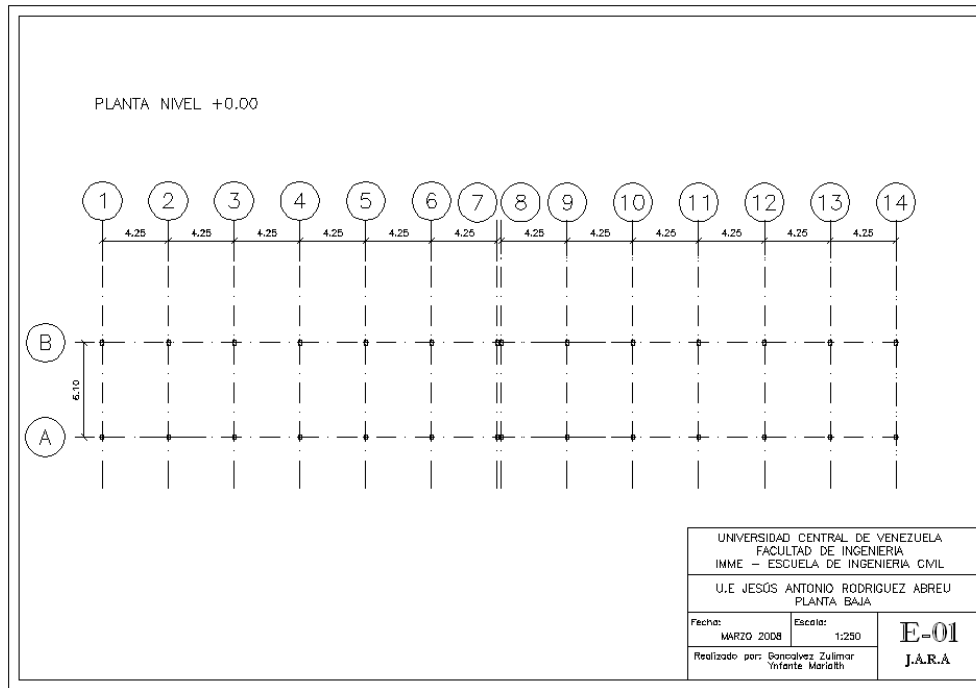 PLANTA NIVEL +0.00
1 2 3 4 5 6 7 8 9 10 11 12 13 14
4.25 4.25 4.25 4.25 4.25 4.25 4.25 4.25 4.25 4.25 4.25 4.25
B
6.10
A
UNIVERSIDAD CENTRAL DE VENEZUELA
FACULTAD DE INGENIERIA
IMME - ESCUELA DE INGENIERIA CIVIL
U.E JESÚS ANTONIO RODRIGUEZ ABREU
PLANTA BAJA
Fecha: Escala:
MARZO 2008 1:250
E-01
Realizado por: Goncalvez Zulimar
Ynfante Marialth
J.A.R.A